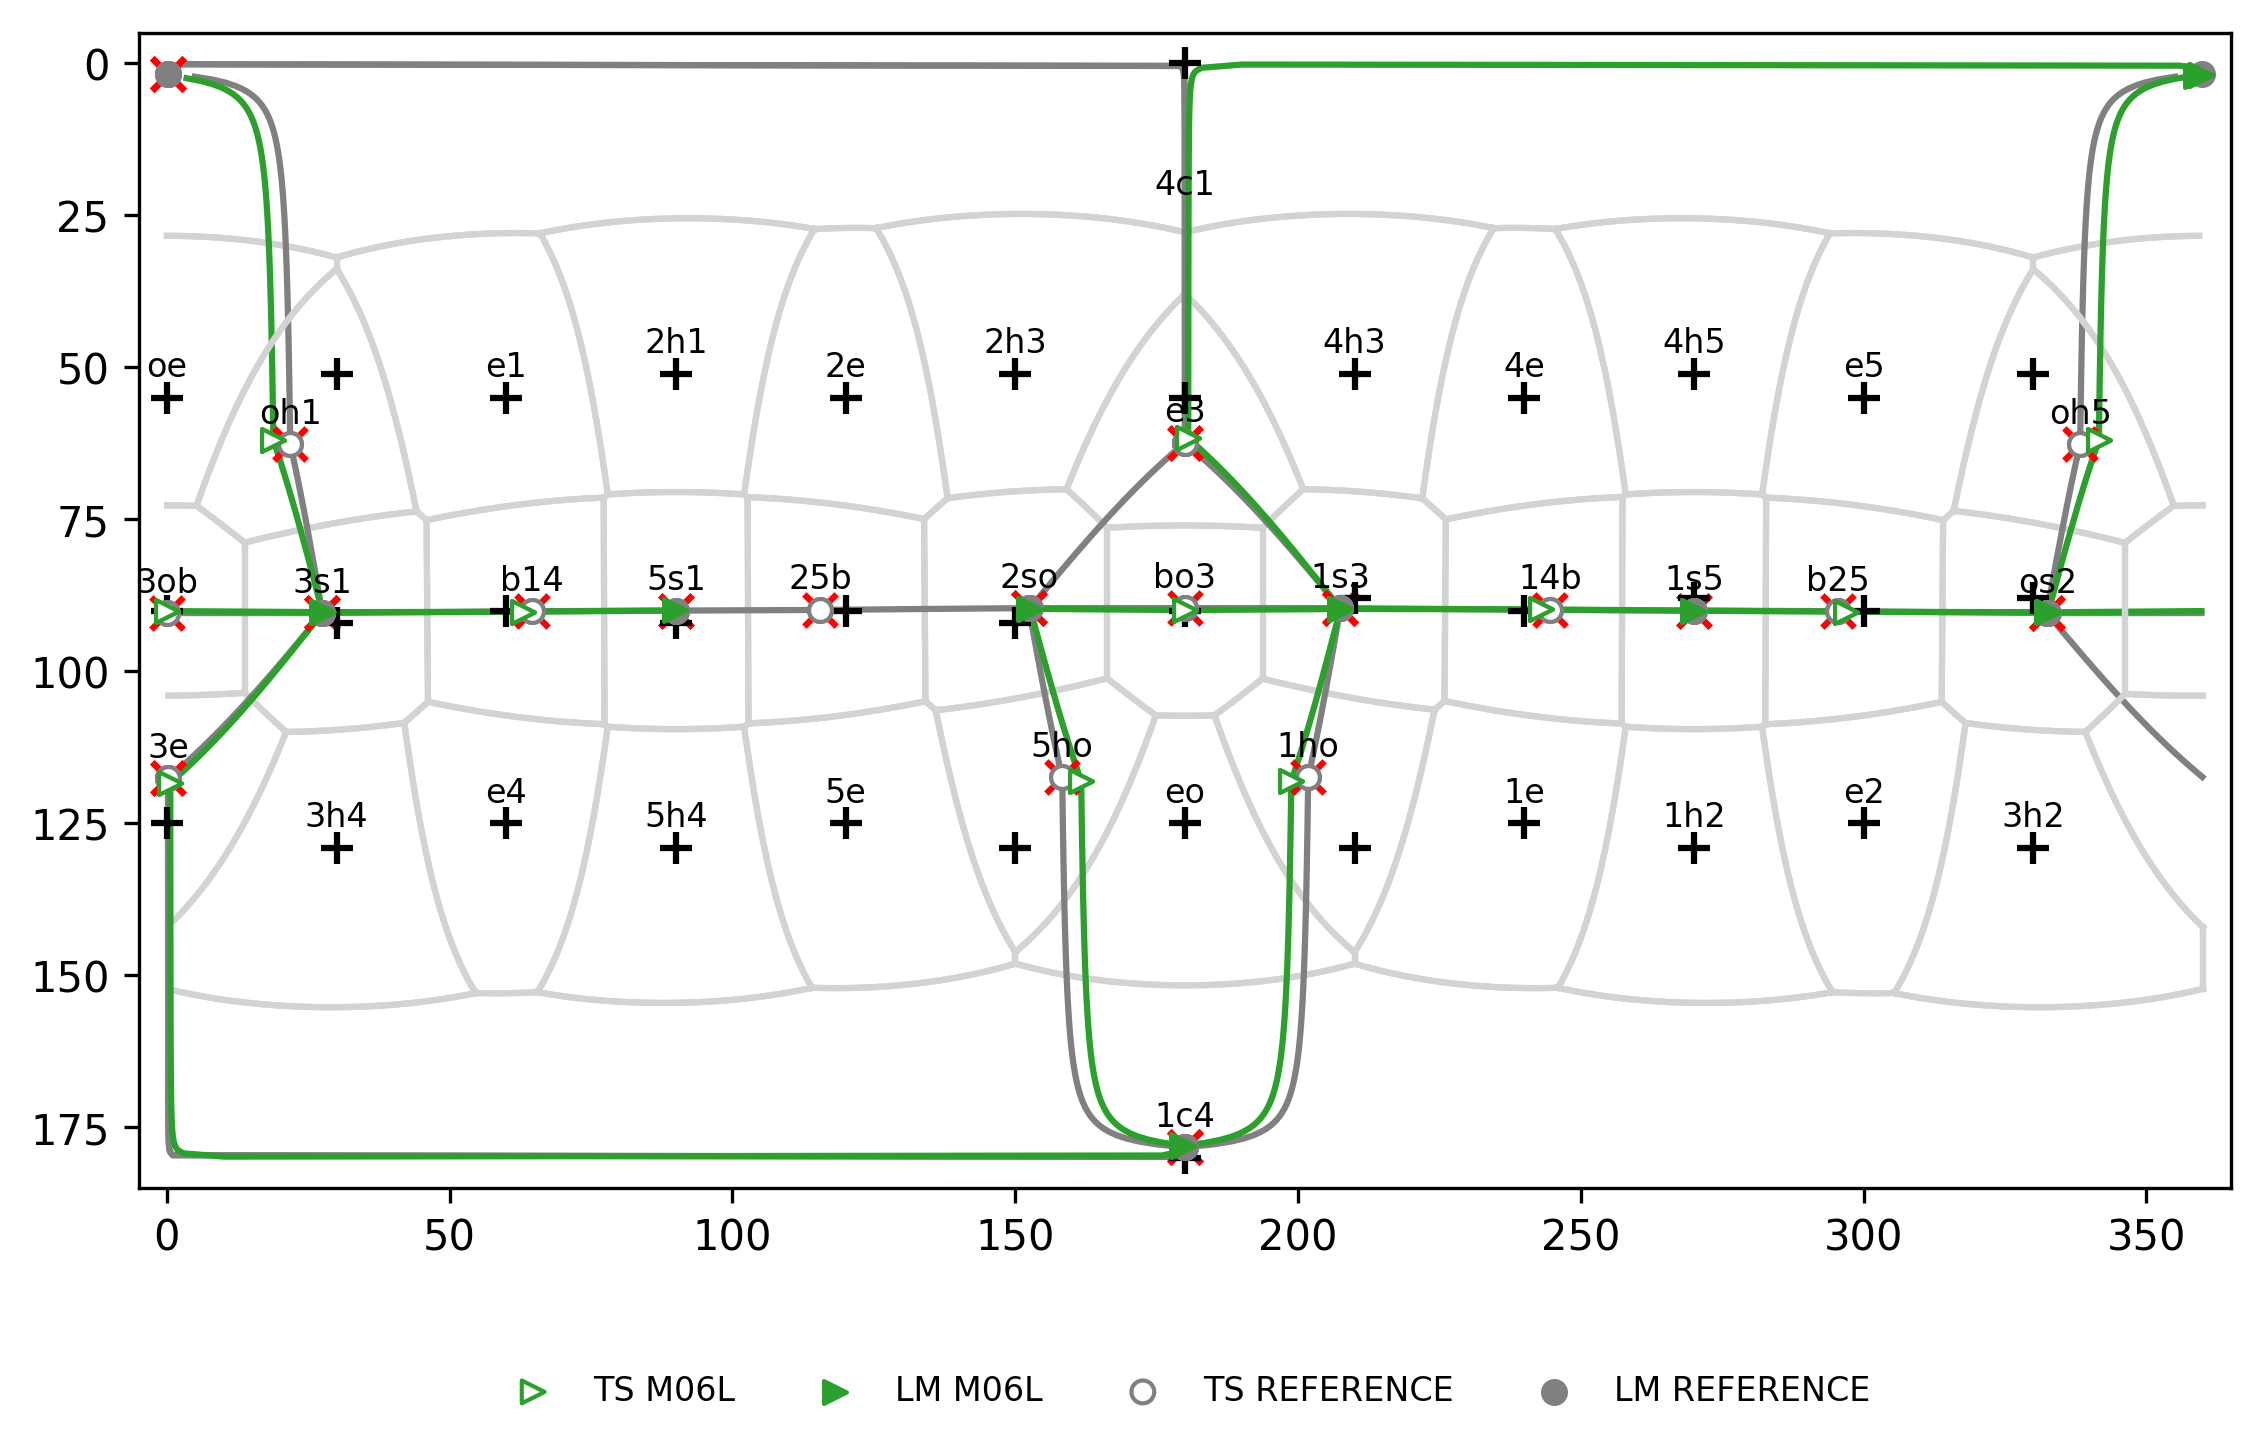 0
4c1
25
2h1 2h3 4h3 4h5
oe e1 2e 4e e5
50
oh1 e3 oh5
75
3ob 3s1 b14 5s1 25b 2so bo3 1s3 14b 1s5 b25 os2
100
3e 5ho 1ho
e4 5e eo 1e e2
3h4 5h4 1h2 3h2
125
150
1c4
175
0 50 100 150 200 250 300 350
TS M06L LM M06L TS REFERENCE LM REFERENCE